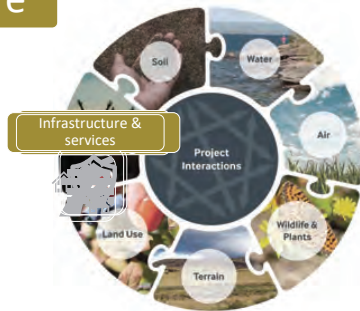 e
Soil
Water
Infrastructure &
services
Air
Project
Interactions
Wildlife &
Plants
Land Use
Terrain